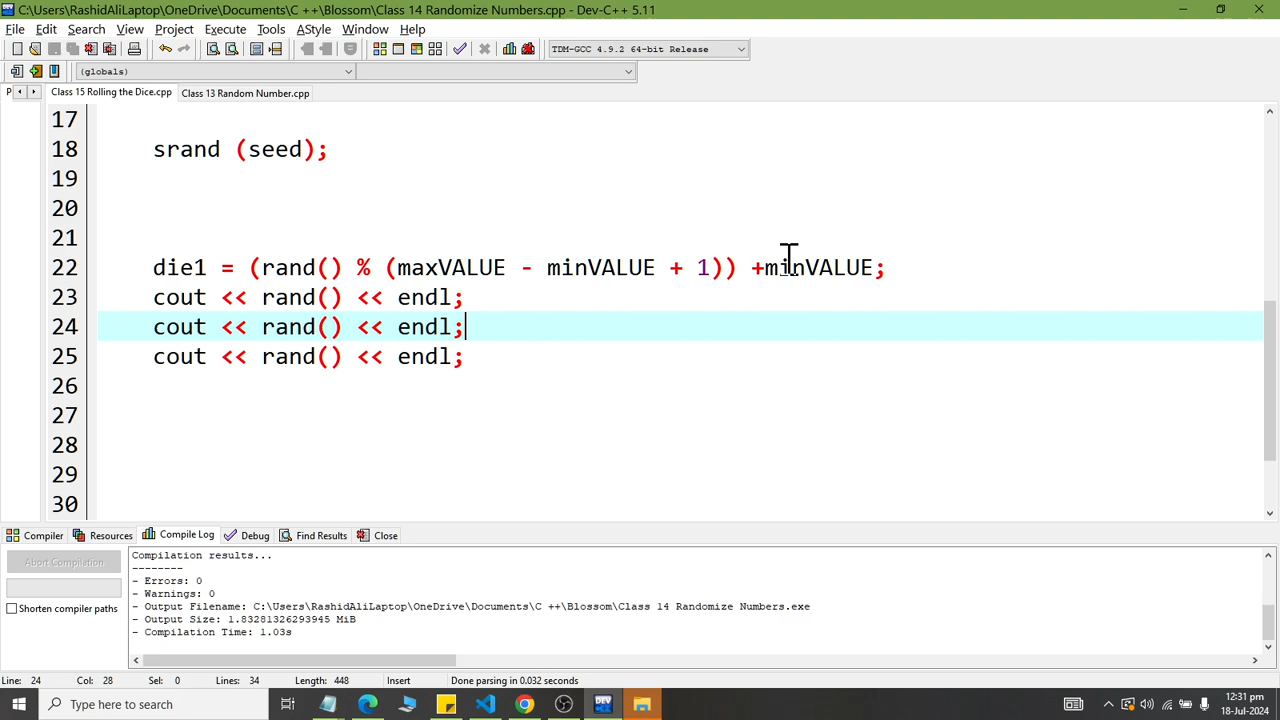 C:\Users\RashidAliLaptop\OneDrive\Documents\C ++\Blossom\Class 14 Randomize Numbers.cpp - Dev-C++ 5.11
File Edit Search View Project Execute Tools AStyle Window Help
TDM-GCC 4.9.2 64-bit Release
(globals)
P Class 15 Rolling the Dice.cpp Class 13 Random Number.cpp
17
18 srand (seed);
19
20
21
22 die1 = (rand() % (maxVALUE - minVALUE + 1)) +minVALUE;
23 cout << rand() << endl;
24 cout << rand() << endl;
25 cout << rand() << endl;
26
27
28
29
30
Compiler Resources Compile Log Debug Find Results Close
Abort Compilation
Shorten compiler paths
Compilation results...
--------
- Errors: 0
- Warnings: 0
- Output Filename: C:\Users\RashidAliLaptop\OneDrive\Documents\C ++\Blossom\Class 14 Randomize Numbers.exe
- Output Size: 1.83281326293945 MiB
- Compilation Time: 1.03s
Line: 24 Col: 28 Sel: 0 Lines: 34 Length: 448 Insert Done parsing in 0.032 seconds
Type here to search
DEV
12:31 pm
18-Jul-2024